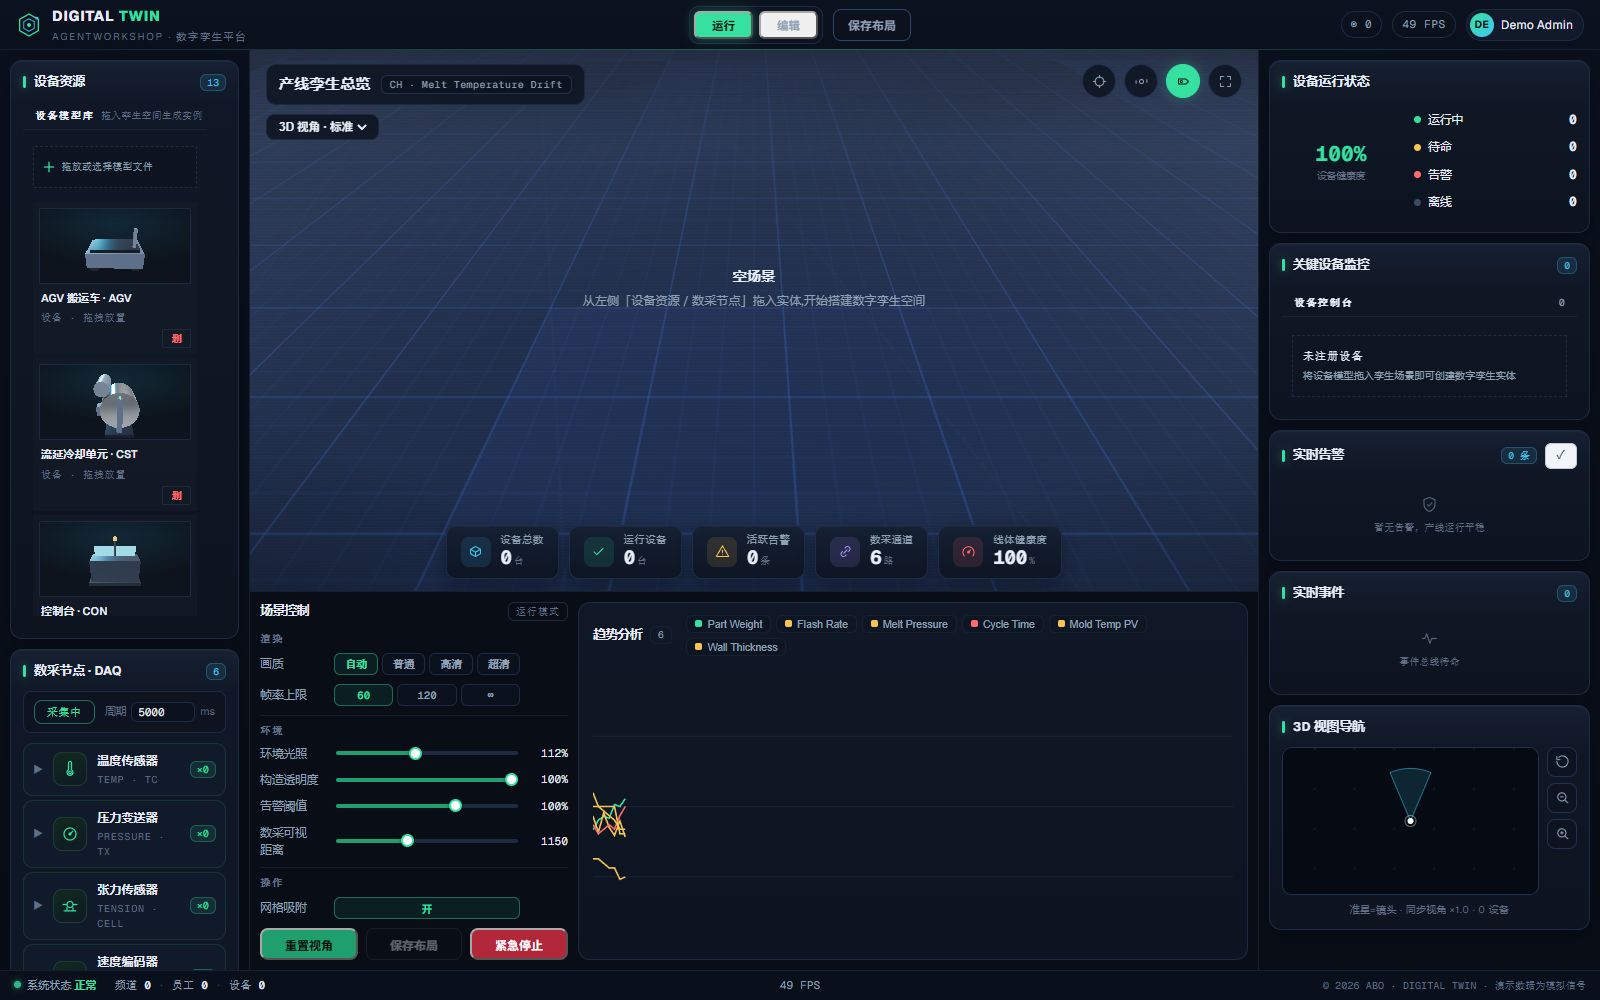 DIGITAL TWIN
AGENTWORKSHOP · 数字孪生平台
运行
编辑
保存布局
0
49 FPS
DE
Demo Admin
设备资源
13
设备模型库 拖入孪生空间生成实例
拖放或选择模型文件
AGV 搬运车 · AGV
设备 · 拖拽放置
删
流延冷却单元 · CST
设备 · 拖拽放置
删
控制台 · CON
数采节点 · DAQ
6
采集中
周期
5000
ms
温度传感器
TEMP · TC
×0
压力变送器
PRESSURE · TX
×0
张力传感器
TENSION · CELL
×0
速度编码器
产线孪生总览
CH · Melt Temperature Drift
3D 视角 · 标准
空场景
从左侧「设备资源 / 数采节点」拖入实体,开始搭建数字孪生空间
设备总数
0 台
运行设备
0 台
活跃告警
0 条
数采通道
6 路
线体健康度
100 %
场景控制
运行模式
渲染
画质
自动
普通
高清
超清
帧率上限
60
120
∞
环境
环境光照
112%
构造透明度
100%
告警阈值
100%
数采可视距离
1150
操作
网格吸附
开
重置视角
保存布局
紧急停止
趋势分析
6
Part Weight
Flash Rate
Melt Pressure
Cycle Time
Mold Temp PV
Wall Thickness
设备运行状态
100%
设备健康度
运行中 0
待命 0
告警 0
离线 0
关键设备监控
0
设备控制台
0
未注册设备
将设备模型拖入孪生场景即可创建数字孪生实体
实时告警
0 条
✓
暂无告警，产线运行平稳
实时事件
0
事件总线待命
3D 视图导航
准星=镜头 · 同步视角 ×1.0 · 0 设备
系统状态 正常
频道 0 · 员工 0 · 设备 0
49 FPS
© 2026 ABO · DIGITAL TWIN · 演示数据为模拟信号